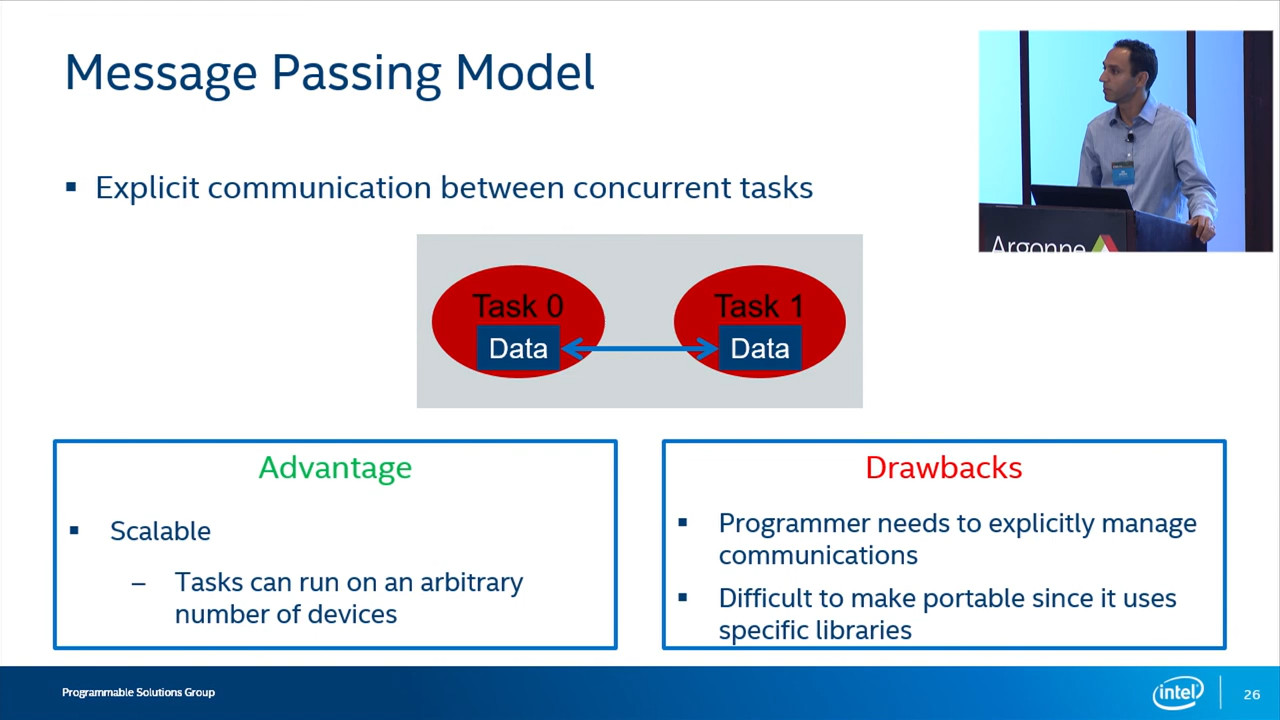 Message Passing Model
▪ Explicit communication between concurrent tasks
Argonne
Task 0
Task 1
Data
Data
Advantage
▪ Scalable
– Tasks can run on an arbitrary
number of devices
Drawbacks
▪ Programmer needs to explicitly manage
communications
▪ Difficult to make portable since it uses
specific libraries
Programmable Solutions Group
intel
26